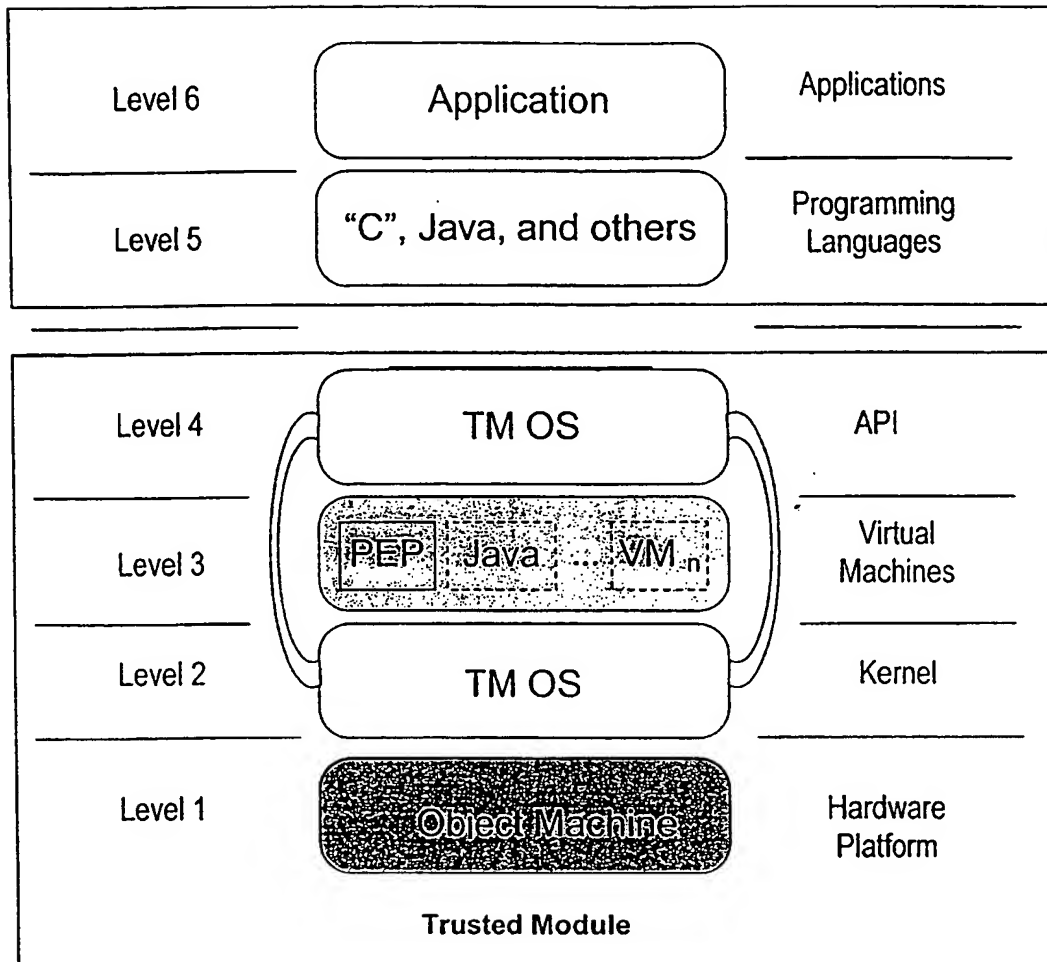 Level 6
Application
Applications
Level 5
“C”, Java, and others
Programming
Languages
Level 4
TM OS
API
Level 3
PEP Java ... VM n
Virtual
Machines
Level 2
TM OS
Kernel
Level 1
Object Machine
Hardware
Platform
Trusted Module